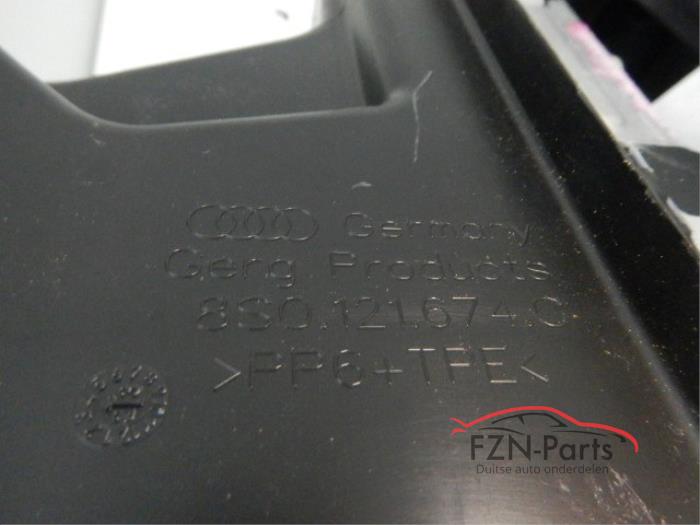 Germany
Geng Products
8S0.121.674.C
>PP6+TPE<
FZN-Parts
Duitse auto onderdelen